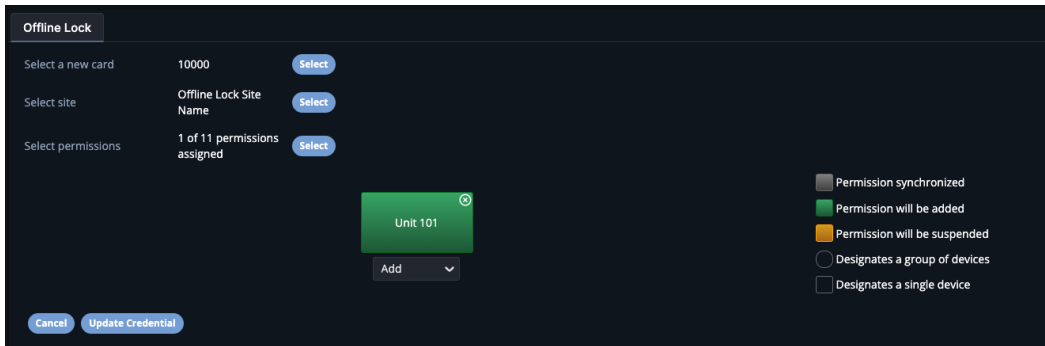 Offline Lock
Select a new card 10000 Select
Select site Offline Lock Site
Name Select
Select permissions 1 of 11 permissions
assigned Select
Unit 101
Add
Permission synchronized
Permission will be added
Permission will be suspended
Designates a group of devices
Designates a single device
Cancel Update Credential